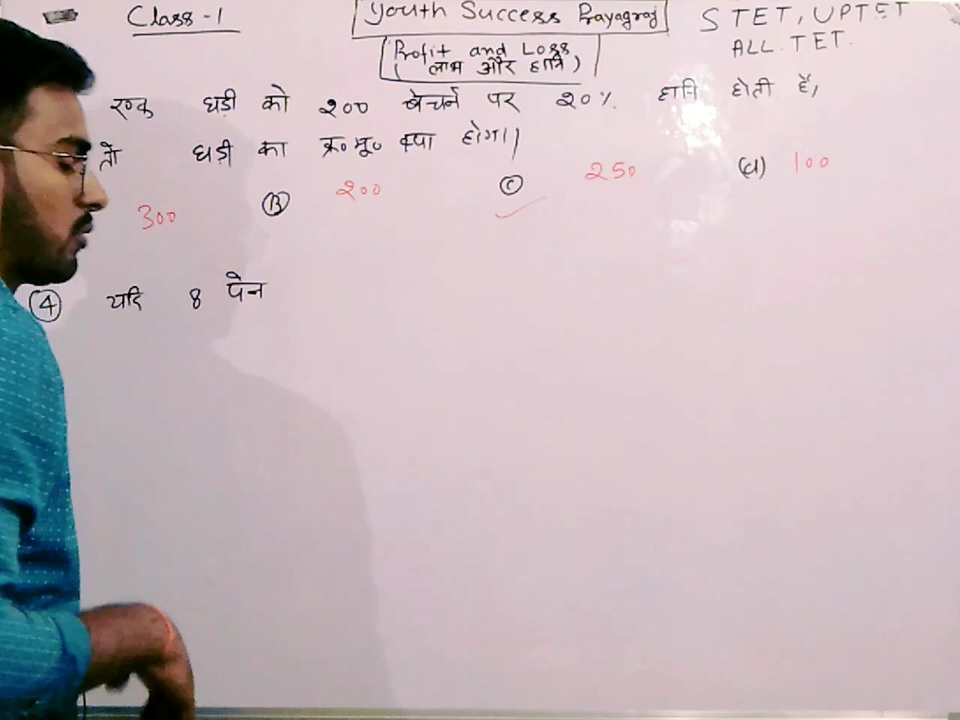 Class-1 Youth Success Prayagraj STET, UPTET
Profit and Loss ALL.TET.
(लाभ और हानि)
एक घड़ी को 200 बेचने पर 20% हानि होती है,
तो घड़ी का क्र०मू० क्या होगा।
300 (B) 200 (C) 250 (d) 100
(4) यदि 8 पेन